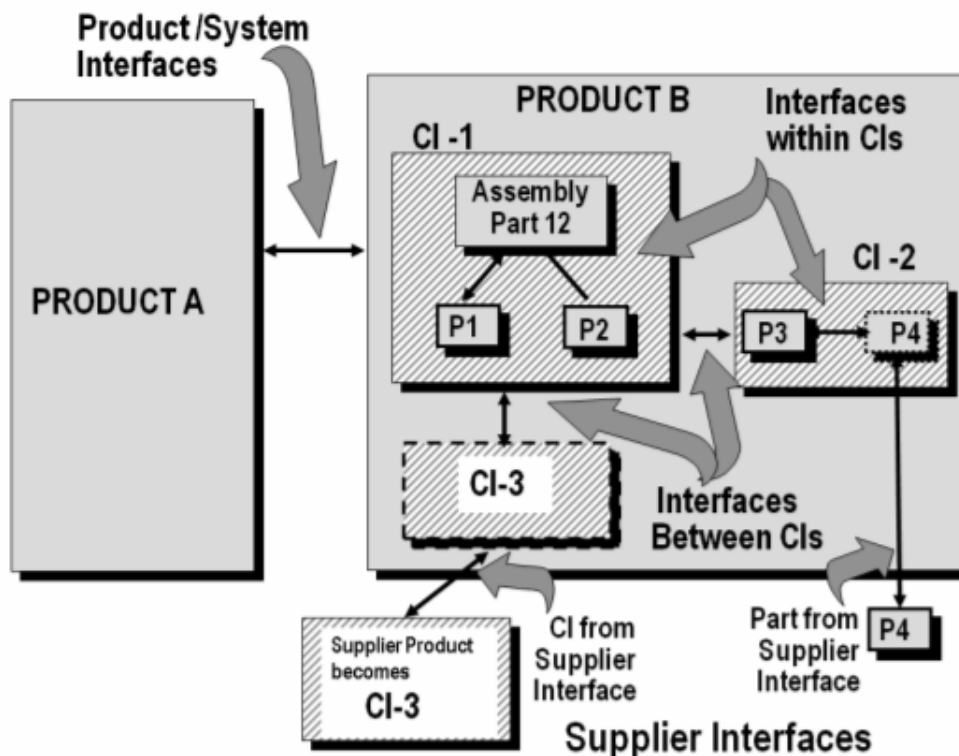 Product /System
Interfaces
PRODUCT A
PRODUCT B
CI -1
Assembly
Part 12
P1
P2
Interfaces
within CIs
CI -2
P3
P4
CI-3
Interfaces
Between CIs
Supplier Product
becomes
CI-3
CI from
Supplier
Interface
Part from
Supplier
Interface
P4
Supplier Interfaces